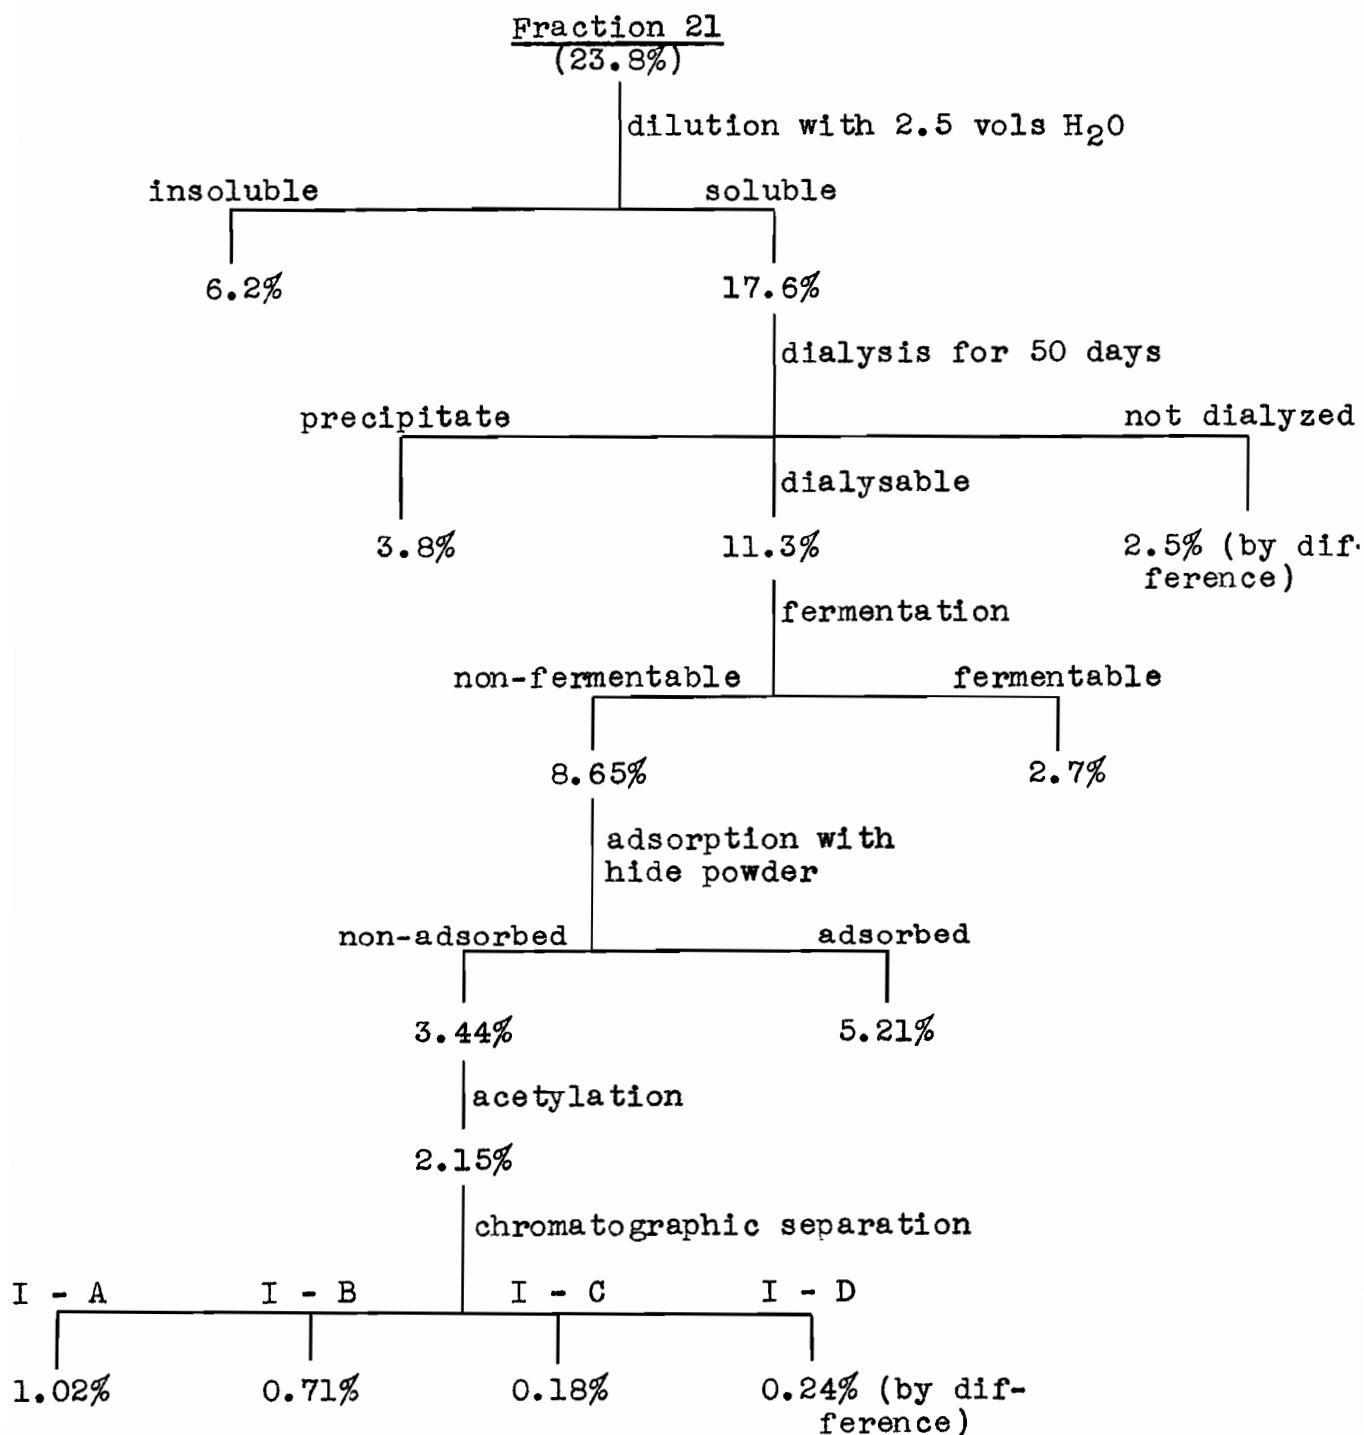 Fraction 21
(23.8%)
dilution with 2.5 vols H₂O
insoluble soluble
6.2% 17.6%
dialysis for 50 days
precipitate not dialyzed
dialysable
3.8% 11.3% 2.5% (by dif-
ference)
fermentation
non-fermentable fermentable
8.65% 2.7%
adsorption with
hide powder
non-adsorbed adsorbed
3.44% 5.21%
acetylation
2.15%
chromatographic separation
I - A I - B I - C I - D
1.02% 0.71% 0.18% 0.24% (by dif-
ference)